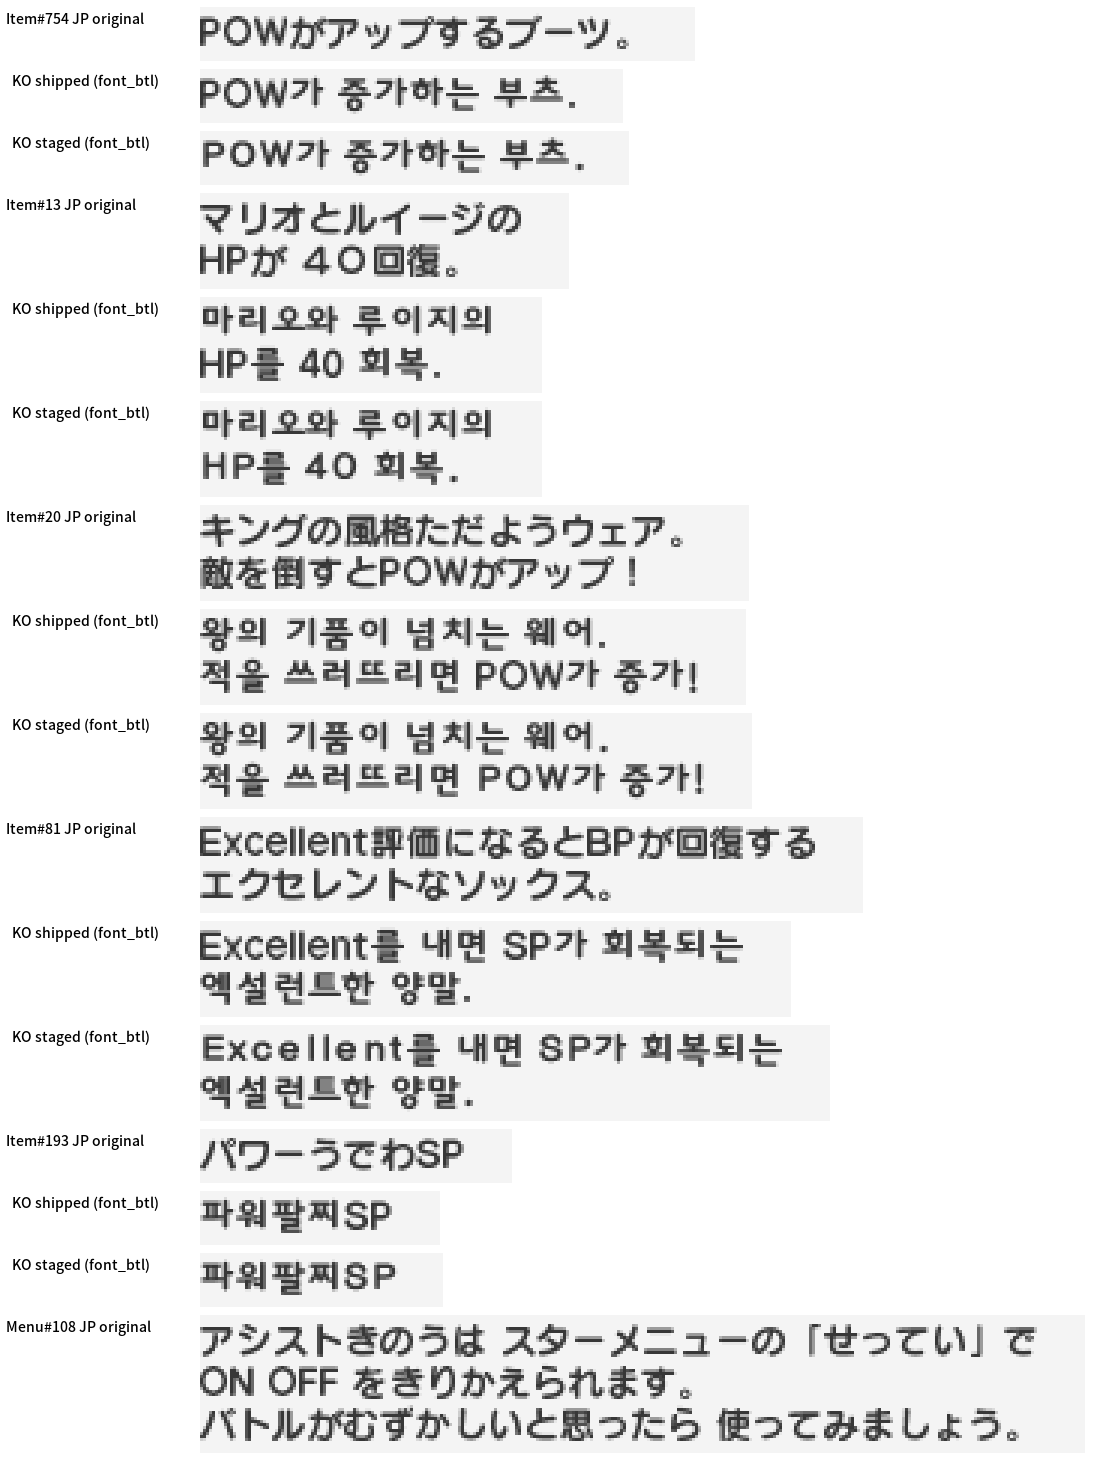 Item#754 JP original
POWがアップするブーツ。
KO shipped (font_btl)
POW가 증가하는 부츠.
KO staged (font_btl)
POW가 증가하는 부츠.
Item#13 JP original
マリオとルイージの
HPが 40回復。
KO shipped (font_btl)
마리오와 루이지의
HP를 40 회복.
KO staged (font_btl)
마리오와 루이지의
HP를 40 회복.
Item#20 JP original
キングの風格ただようウェア。
敵を倒すとPOWがアップ！
KO shipped (font_btl)
왕의 기품이 넘치는 웨어.
적을 쓰러뜨리면 POW가 증가!
KO staged (font_btl)
왕의 기품이 넘치는 웨어.
적을 쓰러뜨리면 POW가 증가!
Item#81 JP original
Excellent評価になるとBPが回復する
エクセレントなソックス。
KO shipped (font_btl)
Excellent를 내면 SP가 회복되는
엑설런트한 양말.
KO staged (font_btl)
Excellent를 내면 SP가 회복되는
엑설런트한 양말.
Item#193 JP original
パワーうでわSP
KO shipped (font_btl)
파워팔찌SP
KO staged (font_btl)
파워팔찌SP
Menu#108 JP original
アシストきのうは スターメニューの「せってい」で
ON OFF をきりかえられます。
バトルがむずかしいと思ったら 使ってみましょう。